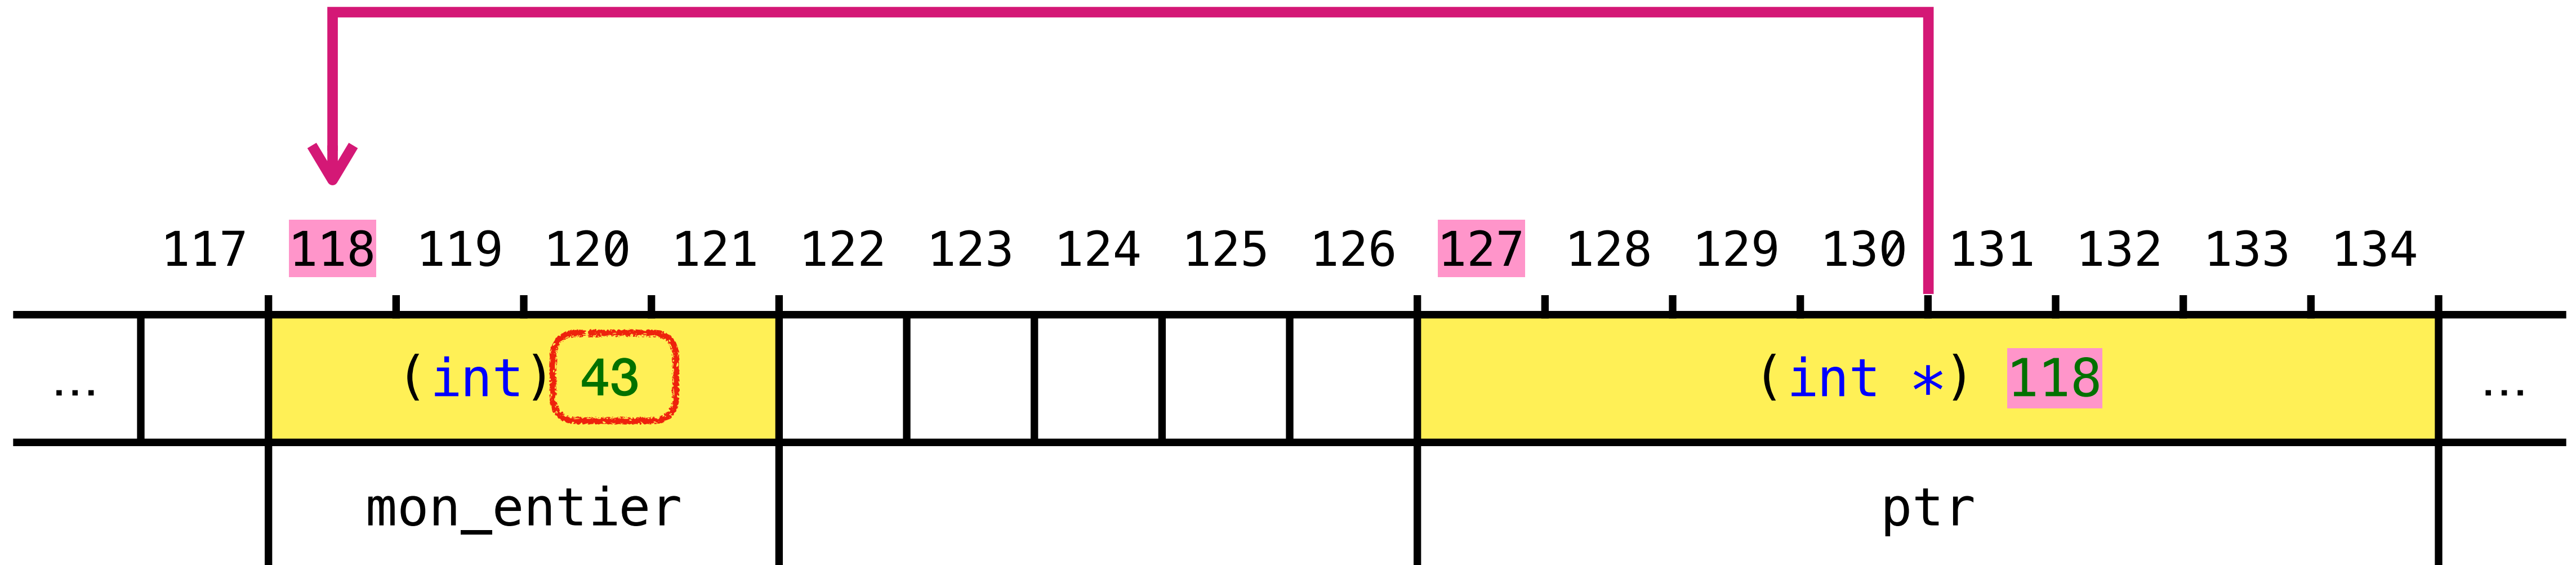 117 118 119 120 121 122 123 124 125 126 127 128 129 130 131 132 133 134
... (int) 43 (int *) 118 ...
mon_entier ptr